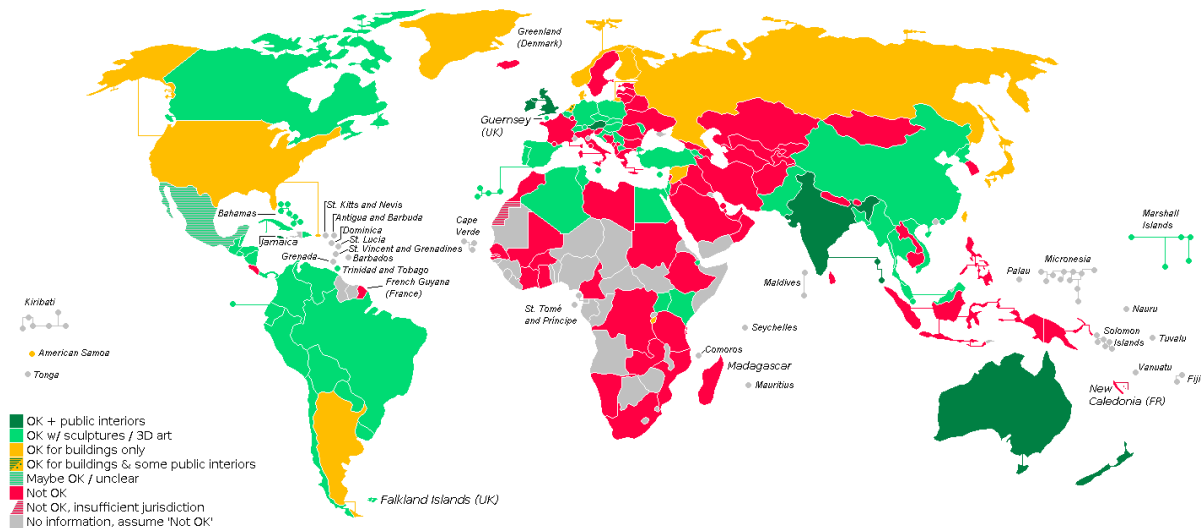 Greenland
(Denmark)
Guernsey
(UK)
Bahamas
Jamaica
St. Kitts and Nevis
Antigua and Barbuda
Dominica
St. Lucia
St. Vincent and Grenadines
Barbados
Grenada
Trinidad and Tobago
French Guyana
(France)
Cape
Verde
Kiribati
American Samoa
Tonga
St. Tomé
and Príncipe
Maldives
Seychelles
Comoros
Madagascar
Mauritius
Marshall
Islands
Micronesia
Palau
Nauru
Solomon
Islands
Tuvalu
Vanuatu
Fiji
New
Caledonia (FR)
Falkland Islands (UK)
OK + public interiors
OK w/ sculptures / 3D art
OK for buildings only
OK for buildings & some public interiors
Maybe OK / unclear
Not OK
Not OK, insufficient jurisdiction
No information, assume 'Not OK'